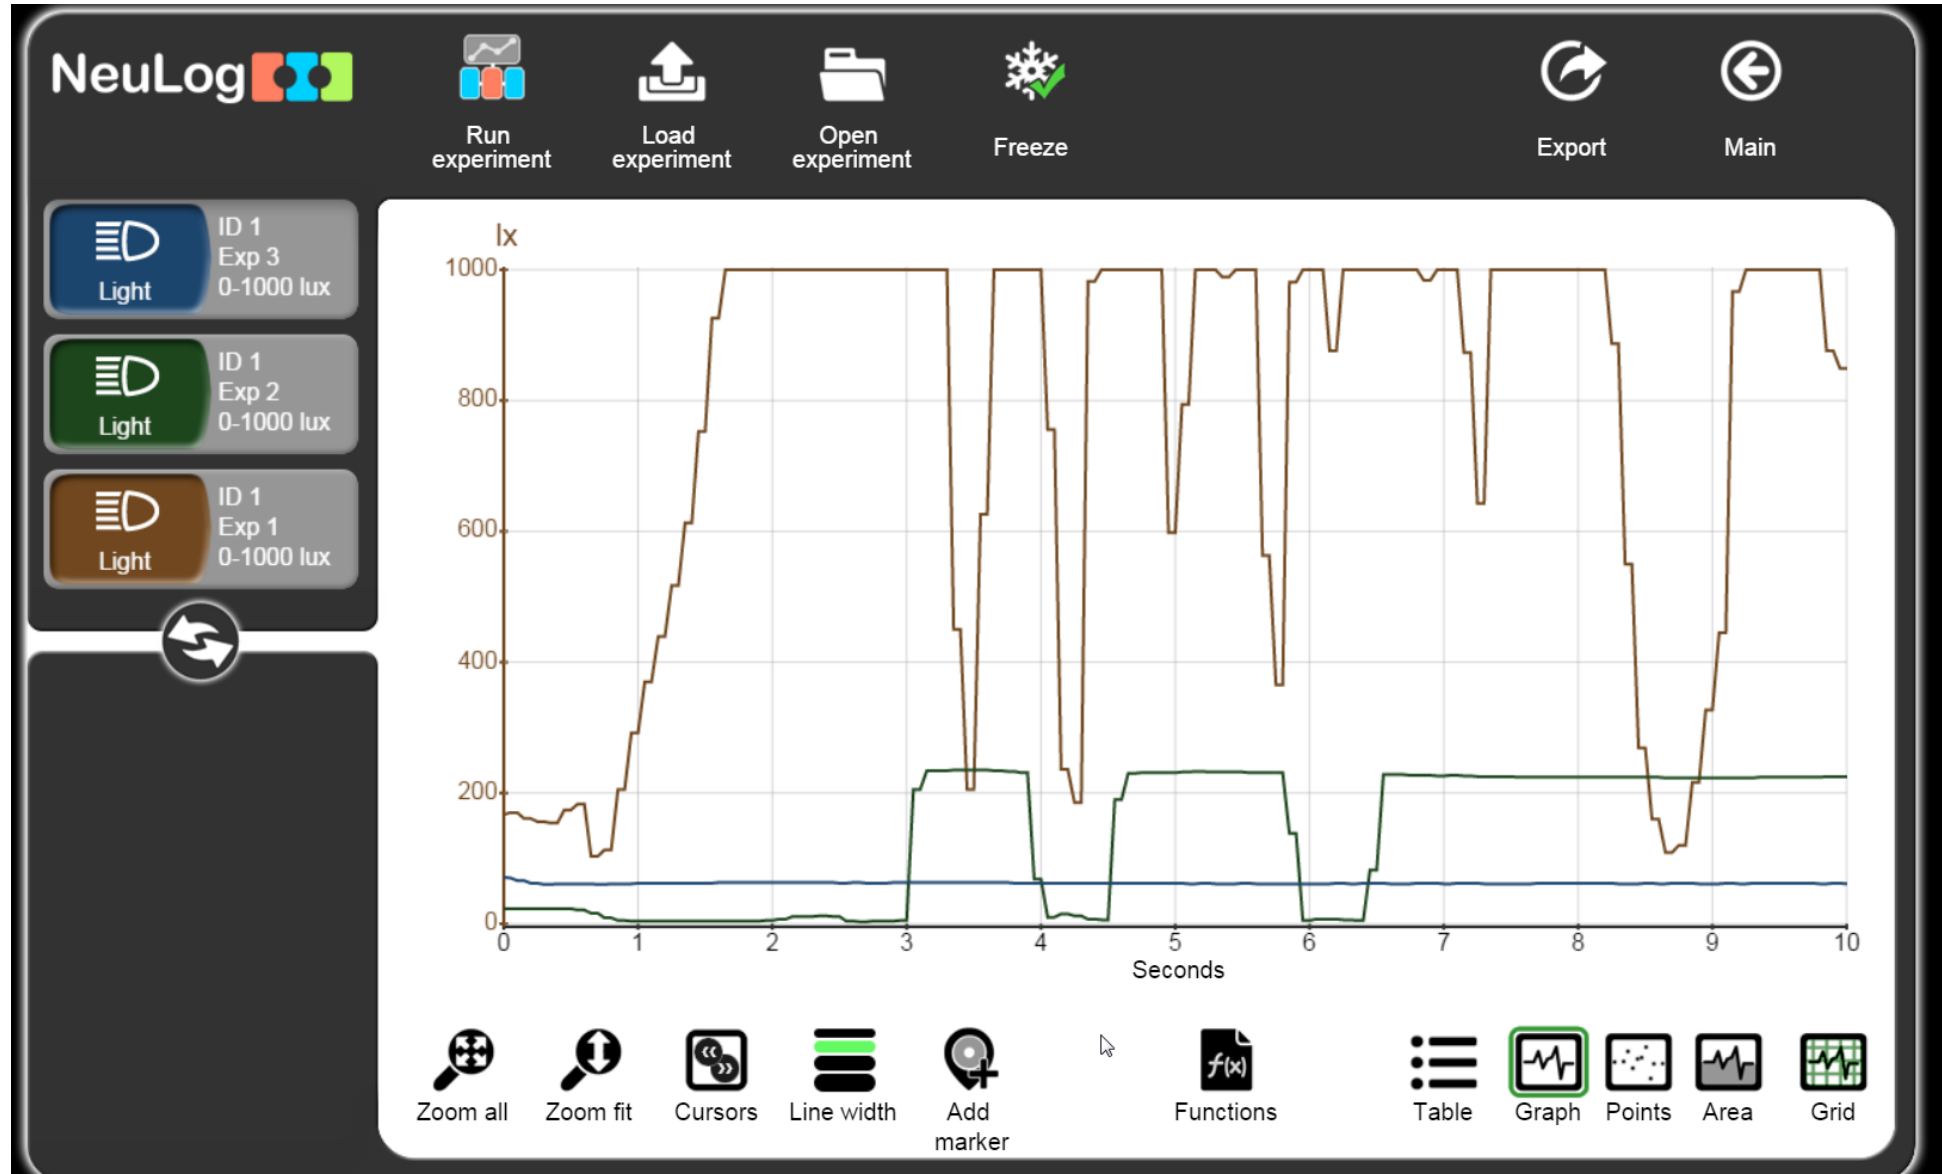 NeuLog
Run
experiment
Load
experiment
Open
experiment
Freeze
Export
Main
Light
ID 1
Exp 3
0-1000 lux
Light
ID 1
Exp 2
0-1000 lux
Light
ID 1
Exp 1
0-1000 lux
lx
1000
800
600
400
200
0
0 1 2 3 4 5 6 7 8 9 10
Seconds
Zoom all
Zoom fit
Cursors
Line width
Add
marker
f(x)
Functions
Table
Graph
Points
Area
Grid